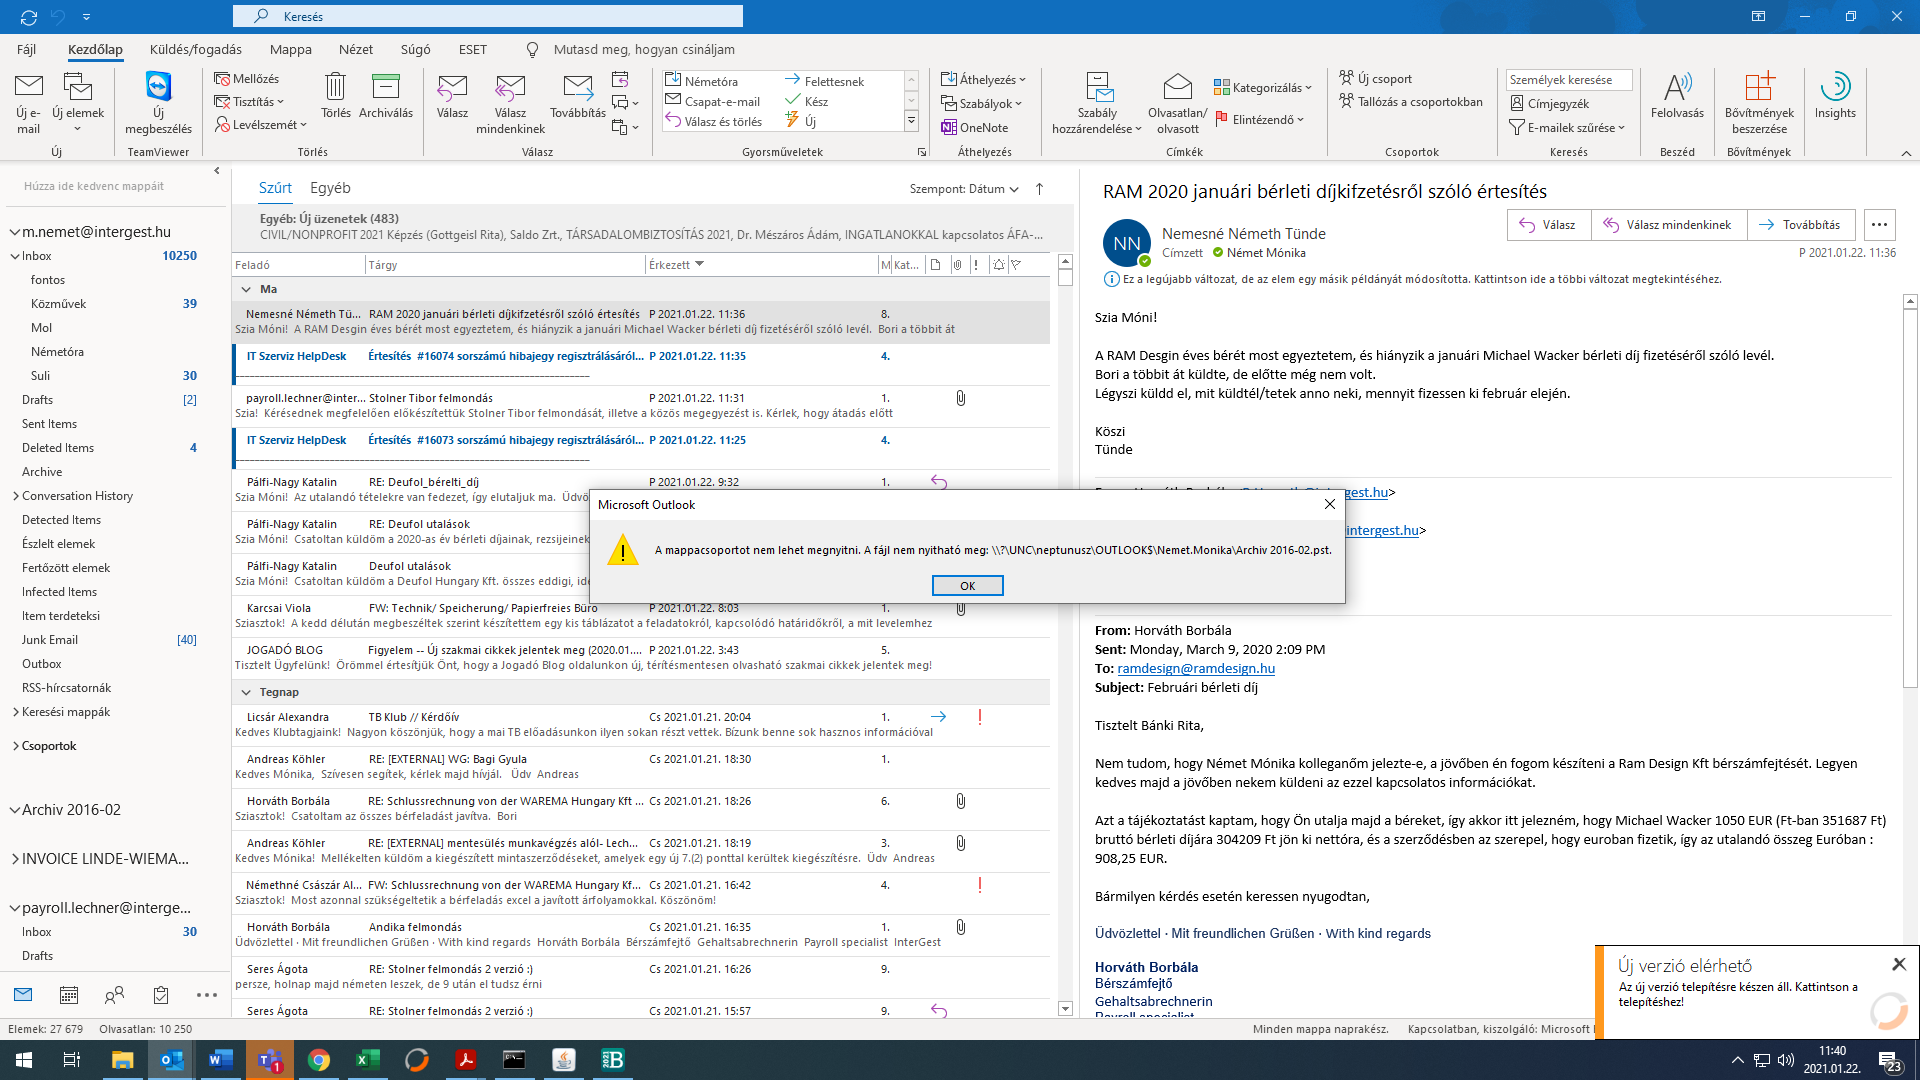 Keresés
Fájl
Kezdőlap
Küldés/fogadás
Mappa
Nézet
Súgó
ESET
Mutasd meg, hogyan csináljam
Új e-mail
Új elemek
Új
Új megbeszélés
TeamViewer
Mellőzés
Tisztítás
Levélszemét
Törlés
Archiválás
Törlés
Válasz
Válasz mindenkinek
Továbbítás
Válasz
Németóra
Csapat-e-mail
Válasz és törlés
Felettesnek
Kész
Új
Gyorsműveletek
Áthelyezés
Szabályok
OneNote
Áthelyezés
Szabály hozzárendelése
Olvasatlan/olvasott
Kategorizálás
Elintézendő
Címkék
Új csoport
Tallózás a csoportokban
Csoportok
Személyek keresése
Címjegyzék
E-mailek szűrése
Keresés
Felolvasás
Beszéd
Bővítmények beszerzése
Bővítmények
Insights
Húzza ide kedvenc mappáit
m.nemet@intergest.hu
Inbox 10250
fontos
Közművek 39
Mol
Németóra
Suli 30
Drafts [2]
Sent Items
Deleted Items 4
Archive
Conversation History
Detected Items
Észlelt elemek
Fertőzött elemek
Infected Items
Item terdeteksi
Junk Email [40]
Outbox
RSS-hírcsatornák
Keresési mappák
Csoportok
Archiv 2016-02
INVOICE LINDE-WIEMA...
payroll.lechner@interge...
Inbox 30
Drafts
Szűrt Egyéb
Szempont: Dátum
Egyéb: Új üzenetek (483)
CIVIL/NONPROFIT 2021 Képzés (Gottgeisl Rita), Saldo Zrt., TÁRSADALOMBIZTOSÍTÁS 2021, Dr. Mészáros Ádám, INGATLANOKKAL kapcsolatos ÁFA-...
Feladó Tárgy Érkezett M Kat...
Ma
Nemesné Németh Tü... RAM 2020 januári bérleti díjkifizetésről szóló értesítés P 2021.01.22. 11:36 8.
Szia Móni! A RAM Desgin éves bérét most egyeztetem, és hiányzik a januári Michael Wacker bérleti díj fizetéséről szóló levél. Bori a többit át
IT Szerviz HelpDesk Értesítés #16074 sorszámú hibajegy regisztrálásáról... P 2021.01.22. 11:35 4.
payroll.lechner@inter... Stolner Tibor felmondás P 2021.01.22. 11:31 1.
Szia! Kérésednek megfelelően előkészítettük Stolner Tibor felmondását, illetve a közös megegyezést is. Kérlek, hogy átadás előtt
IT Szerviz HelpDesk Értesítés #16073 sorszámú hibajegy regisztrálásáról... P 2021.01.22. 11:25 4.
Pálfi-Nagy Katalin RE: Deufol_bérelti_díj P 2021.01.22. 9:32 1.
Szia Móni! Az utalandó tételekre van fedezet, így elutaljuk ma. Üdvö
Pálfi-Nagy Katalin RE: Deufol utalások
Szia Móni! Csatoltan küldöm a 2020-as év bérleti díjainak, rezsijeinek
Pálfi-Nagy Katalin Deufol utalások
Szia Móni! Csatoltan küldöm a Deufol Hungary Kft. összes eddigi, ide
Karcsai Viola FW: Technik/ Speicherung/ Papierfreies Büro P 2021.01.22. 8:03 1.
Sziasztok! A kedd délután megbeszéltek szerint készítettem egy kis táblázatot a feladatokról, kapcsolódó határidőkről, a mit levelemhez
JOGADÓ BLOG Figyelem -- Új szakmai cikkek jelentek meg (2020.01.... P 2021.01.22. 3:43 5.
Tisztelt Ügyfelünk! Örömmel értesítjük Önt, hogy a Jogadó Blog oldalunkon új, térítésmentesen olvasható szakmai cikkek jelentek meg!
Tegnap
Licsár Alexandra TB Klub // Kérdőív Cs 2021.01.21. 20:04 1.
Kedves Klubtagjaink! Nagyon köszönjük, hogy a mai TB előadásunkon ilyen sokan részt vettek. Bízunk benne sok hasznos információval
Andreas Köhler RE: [EXTERNAL] WG: Bagi Gyula Cs 2021.01.21. 18:30 1.
Kedves Mónika, Szívesen segítek, kérlek majd hívjál. Üdv Andreas
Horváth Borbála RE: Schlussrechnung von der WAREMA Hungary Kft ... Cs 2021.01.21. 18:26 6.
Sziasztok! Csatoltam az összes bérfeladást javítva. Bori
Andreas Köhler RE: [EXTERNAL] mentesülés munkavégzés alól- Lech... Cs 2021.01.21. 18:19 3.
Kedves Mónika! Mellékelten küldöm a kiegészített mintaszerződéseket, amelyek egy új 7.(2) ponttal kerültek kiegészítésre. Üdv Andreas
Némethné Császár Al... FW: Schlussrechnung von der WAREMA Hungary Kf... Cs 2021.01.21. 16:42 4.
Sziasztok! Most azonnal szükségeltetik a bérfeladás excel a javított árfolyamokkal. Köszönöm!
Horváth Borbála Andika felmondás Cs 2021.01.21. 16:35 1.
Üdvözlettel · Mit freundlichen Grüßen · With kind regards Horváth Borbála Bérszámfejtő Gehaltsabrechnerin Payroll specialist InterGest
Seres Ágota RE: Stolner felmondás 2 verzió :) Cs 2021.01.21. 16:26 9.
persze, holnap majd németen leszek, de 9 után el tudsz érni
Seres Ágota RE: Stolner felmondás 2 verzió :) Cs 2021.01.21. 15:57 9.
RAM 2020 januári bérleti díjkifizetésről szóló értesítés
Válasz Válasz mindenkinek Továbbítás
NN
Nemesné Németh Tünde
Címzett Német Mónika
P 2021.01.22. 11:36
Ez a legújabb változat, de az elem egy másik példányát módosította. Kattintson ide a többi változat megtekintéséhez.
Szia Móni!
A RAM Desgin éves bérét most egyeztetem, és hiányzik a januári Michael Wacker bérleti díj fizetéséről szóló levél.
Bori a többit át küldte, de előtte még nem volt.
Légyszi küldd el, mit küldtél/tetek anno neki, mennyit fizessen ki február elején.
Köszi
Tünde
gest.hu>
intergest.hu>
Microsoft Outlook
A mappacsoportot nem lehet megnyitni. A fájl nem nyitható meg: \\?\UNC\neptunusz\OUTLOOK$\Nemet.Monika\Archiv 2016-02.pst.
OK
From: Horváth Borbála
Sent: Monday, March 9, 2020 2:09 PM
To: ramdesign@ramdesign.hu
Subject: Februári bérleti díj
Tisztelt Bánki Rita,
Nem tudom, hogy Német Mónika kolleganőm jelezte-e, a jövőben én fogom készíteni a Ram Design Kft bérszámfejtését. Legyen
kedves majd a jövőben nekem küldeni az ezzel kapcsolatos információkat.
Azt a tájékoztatást kaptam, hogy Ön utalja majd a béreket, így akkor itt jelezném, hogy Michael Wacker 1050 EUR (Ft-ban 351687 Ft)
bruttó bérleti díjára 304209 Ft jön ki nettóra, és a szerződésben az szerepel, hogy euroban fizetik, így az utalandó összeg Euróban :
908,25 EUR.
Bármilyen kérdés esetén keressen nyugodtan,
Üdvözlettel · Mit freundlichen Grüßen · With kind regards
Horváth Borbála
Bérszámfejtő
Gehaltsabrechnerin
Payroll specialist
Új verzió elérhető
Az új verzió telepítésre készen áll. Kattintson a
telepítéshez!
Elemek: 27 679 Olvasatlan: 10 250
Minden mappa naprakész. Kapcsolatban, kiszolgáló: Microsoft
11:40
2021.01.22.
23